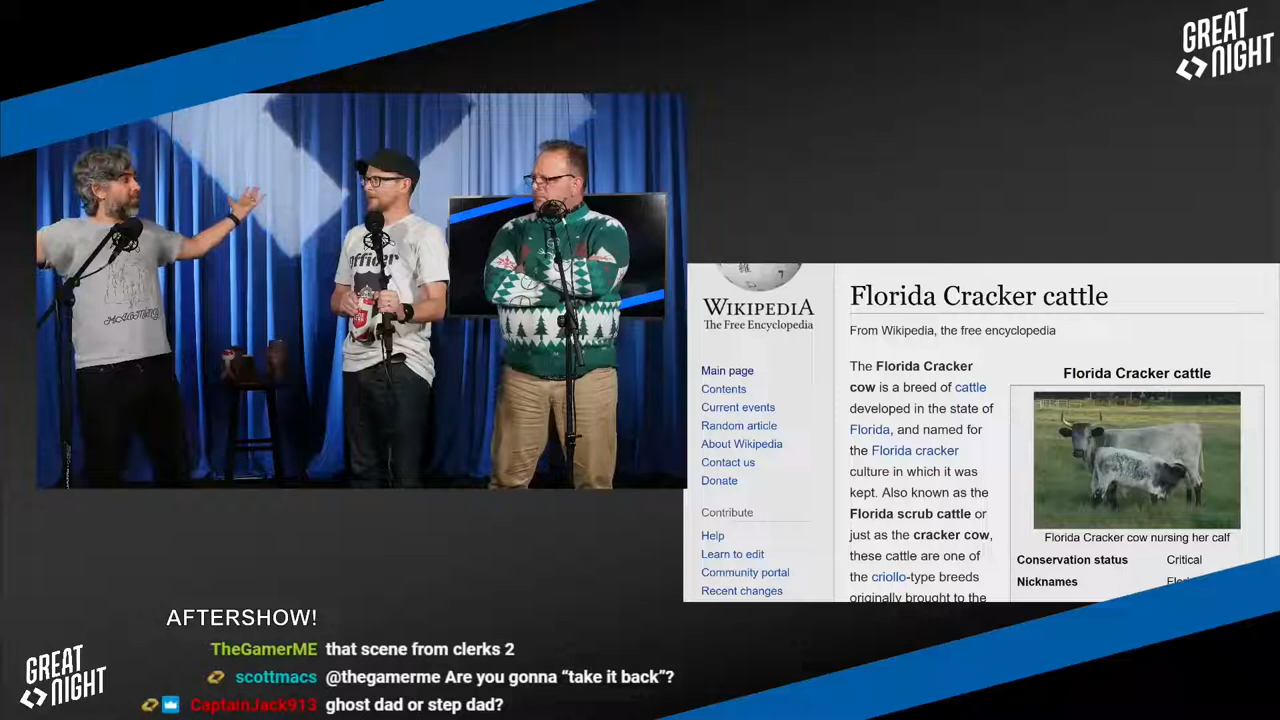 GREAT
NIGHT
officer
WIKIPEDIA
The Free Encyclopedia
Main page
Contents
Current events
Random article
About Wikipedia
Contact us
Donate
Contribute
Help
Learn to edit
Community portal
Recent changes
Florida Cracker cattle
From Wikipedia, the free encyclopedia
The Florida Cracker
cow is a breed of cattle
developed in the state of
Florida, and named for
the Florida cracker
culture in which it was
kept. Also known as the
Florida scrub cattle or
just as the cracker cow,
these cattle are one of
the criollo-type breeds
originally brought to the
Florida Cracker cattle
Florida Cracker cow nursing her calf
Conservation status Critical
Nicknames
AFTERSHOW!
TheGamerME that scene from clerks 2
scottmacs @thegamerme Are you gonna “take it back”?
CaptainJack913 ghost dad or step dad?
GREAT
NIGHT